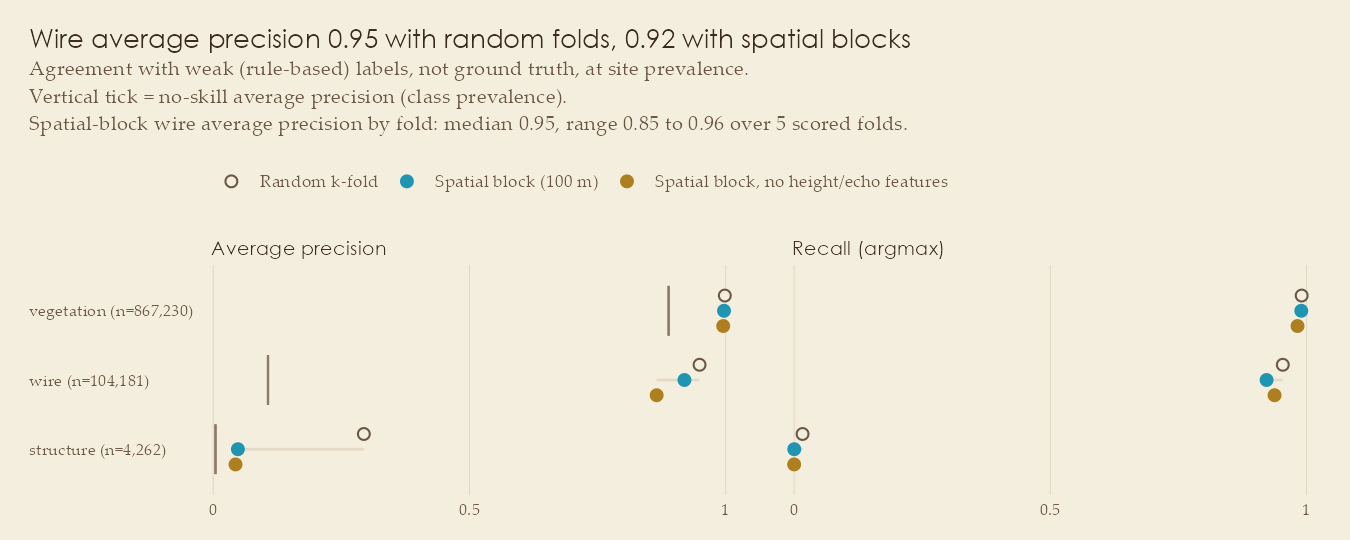 Wire average precision 0.95 with random folds, 0.92 with spatial blocks
Agreement with weak (rule-based) labels, not ground truth, at site prevalence.
Vertical tick = no-skill average precision (class prevalence).
Spatial-block wire average precision by fold: median 0.95, range 0.85 to 0.96 over 5 scored folds.
Random k-fold
Spatial block (100 m)
Spatial block, no height/echo features
Average precision
Recall (argmax)
vegetation (n=867,230)
wire (n=104,181)
structure (n=4,262)
0
0.5
1
0
0.5
1